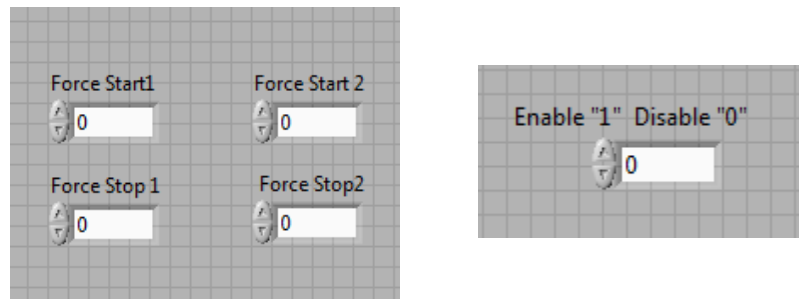 Force Start1
Force Start 2
0
0
Force Stop 1
Force Stop2
0
0
Enable "1" Disable "0"
0